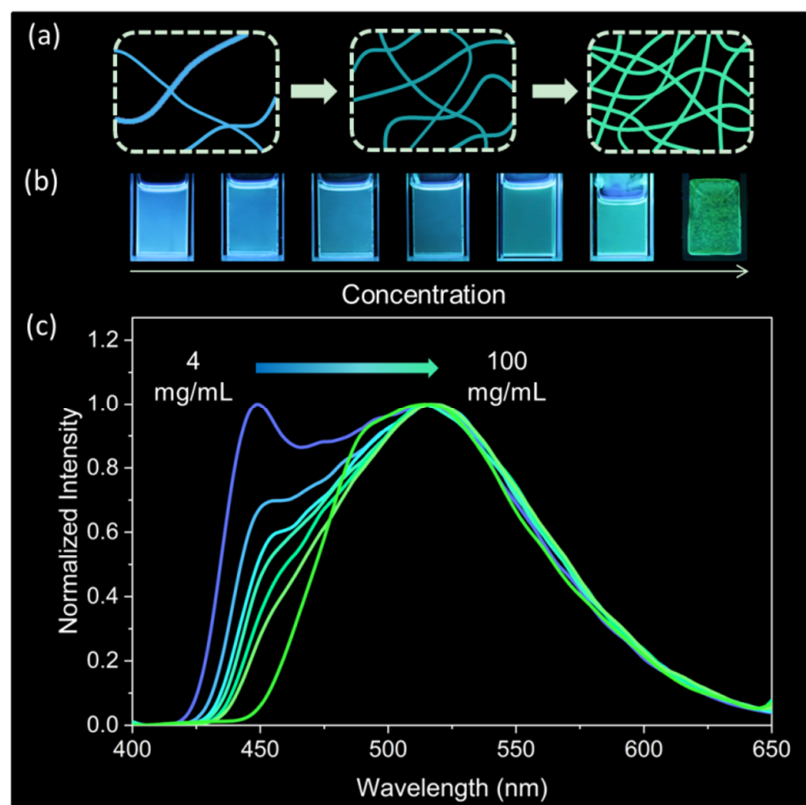 (a)
(b)
Concentration
(c)
1.2
1.0
0.8
0.6
0.4
0.2
0.0
4
mg/mL
100
mg/mL
Normalized Intensity
400
450
500
550
600
650
Wavelength (nm)